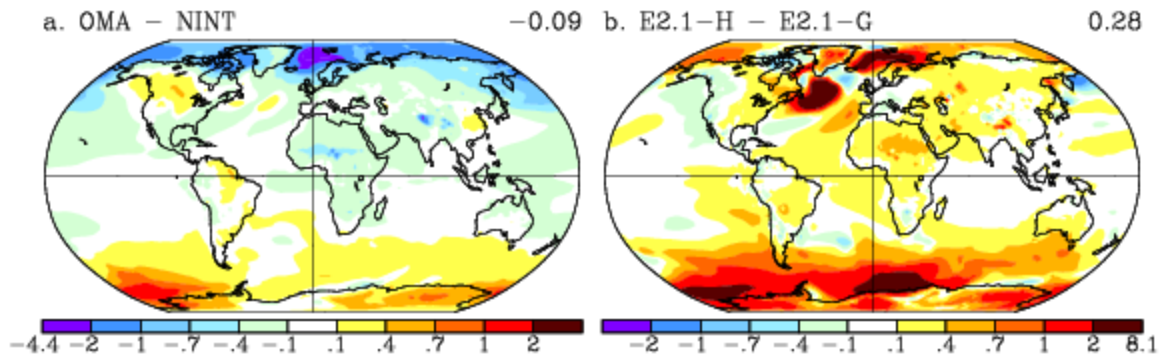 a. OMA – NINT −0.09 b. E2.1–H – E2.1–G 0.28
−4.4 −2 −1 −.7 −.4 −.1 .1 .4 .7 1 2 −2 −1 −.7 −.4 −.1 .1 .4 .7 1 2 8.1